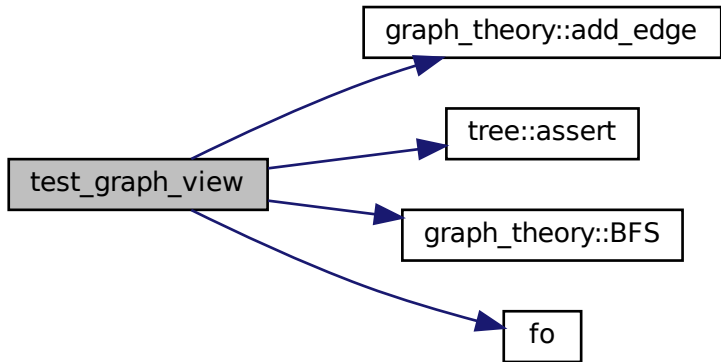 graph_theory::add_edge
tree::assert
test_graph_view
graph_theory::BFS
fo